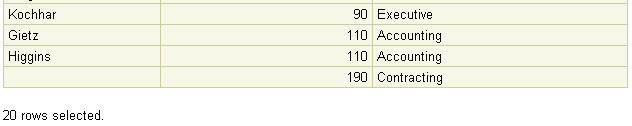 Kochhar 90 Executive
Gietz 110 Accounting
Higgins 110 Accounting
190 Contracting
20 rows selected.